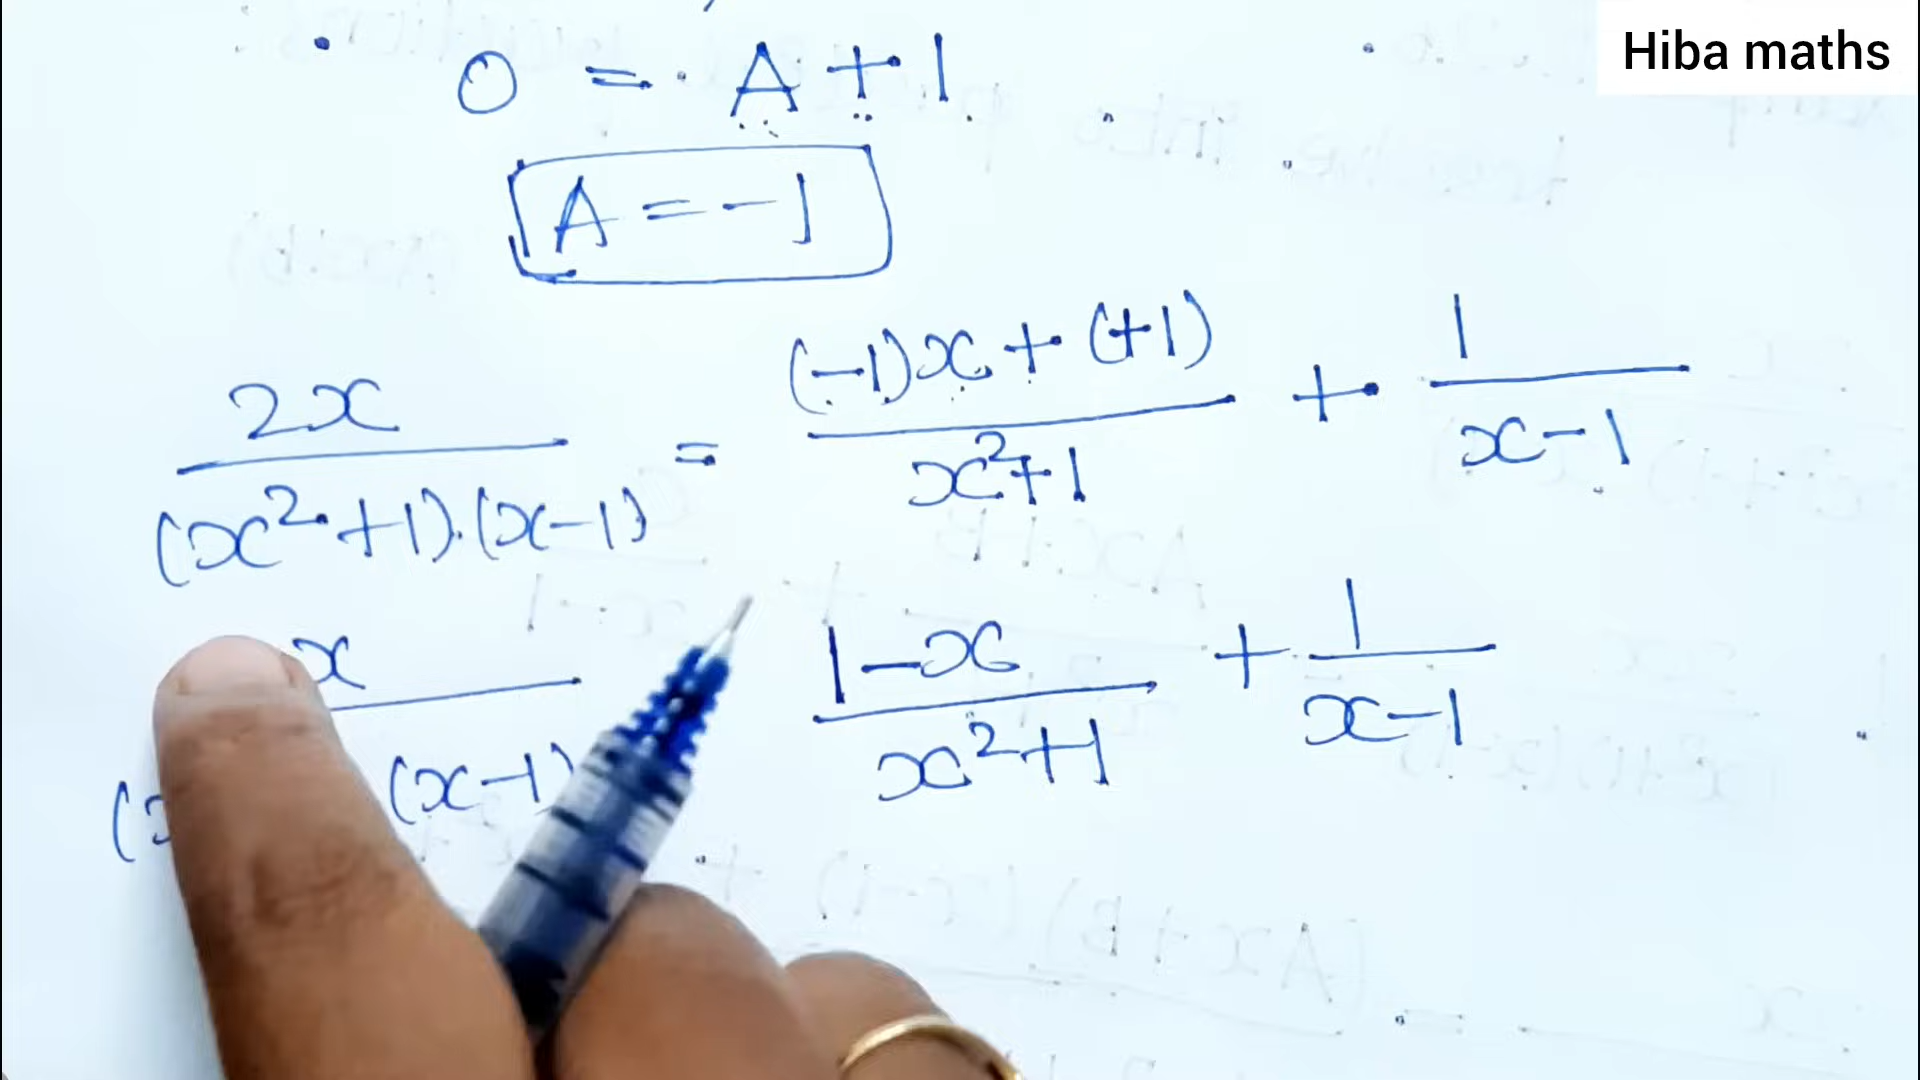 Hiba maths
0 = A + 1
A = -1
2x / (x²+1).(x-1) = (-1)x + (+1) / x²+1 + 1 / x-1
x / ( (x-1) 1-x / x²+1 + 1 / x-1